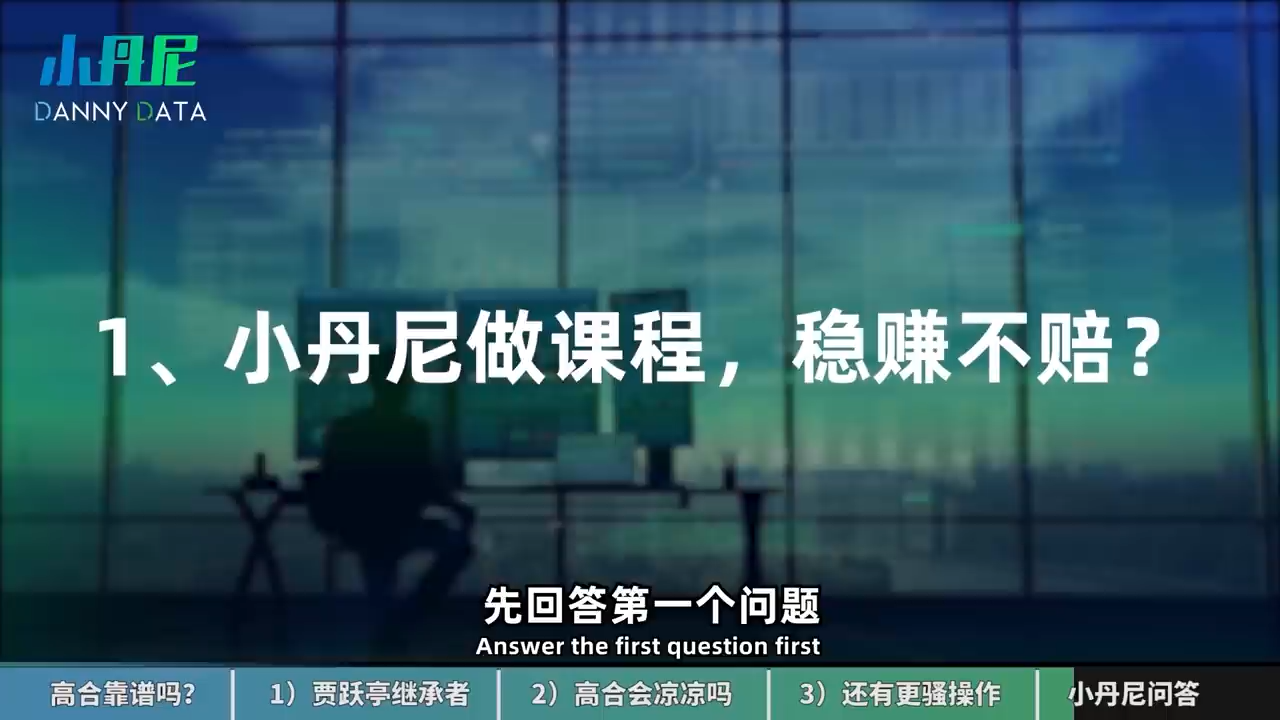 小丹尼
DANNY DATA
1、小丹尼做课程，稳赚不赔？
先回答第一个问题
Answer the first question first
高合靠谱吗？
1）贾跃亭继承者
2）高合会凉凉吗
3）还有更骚操作
小丹尼问答